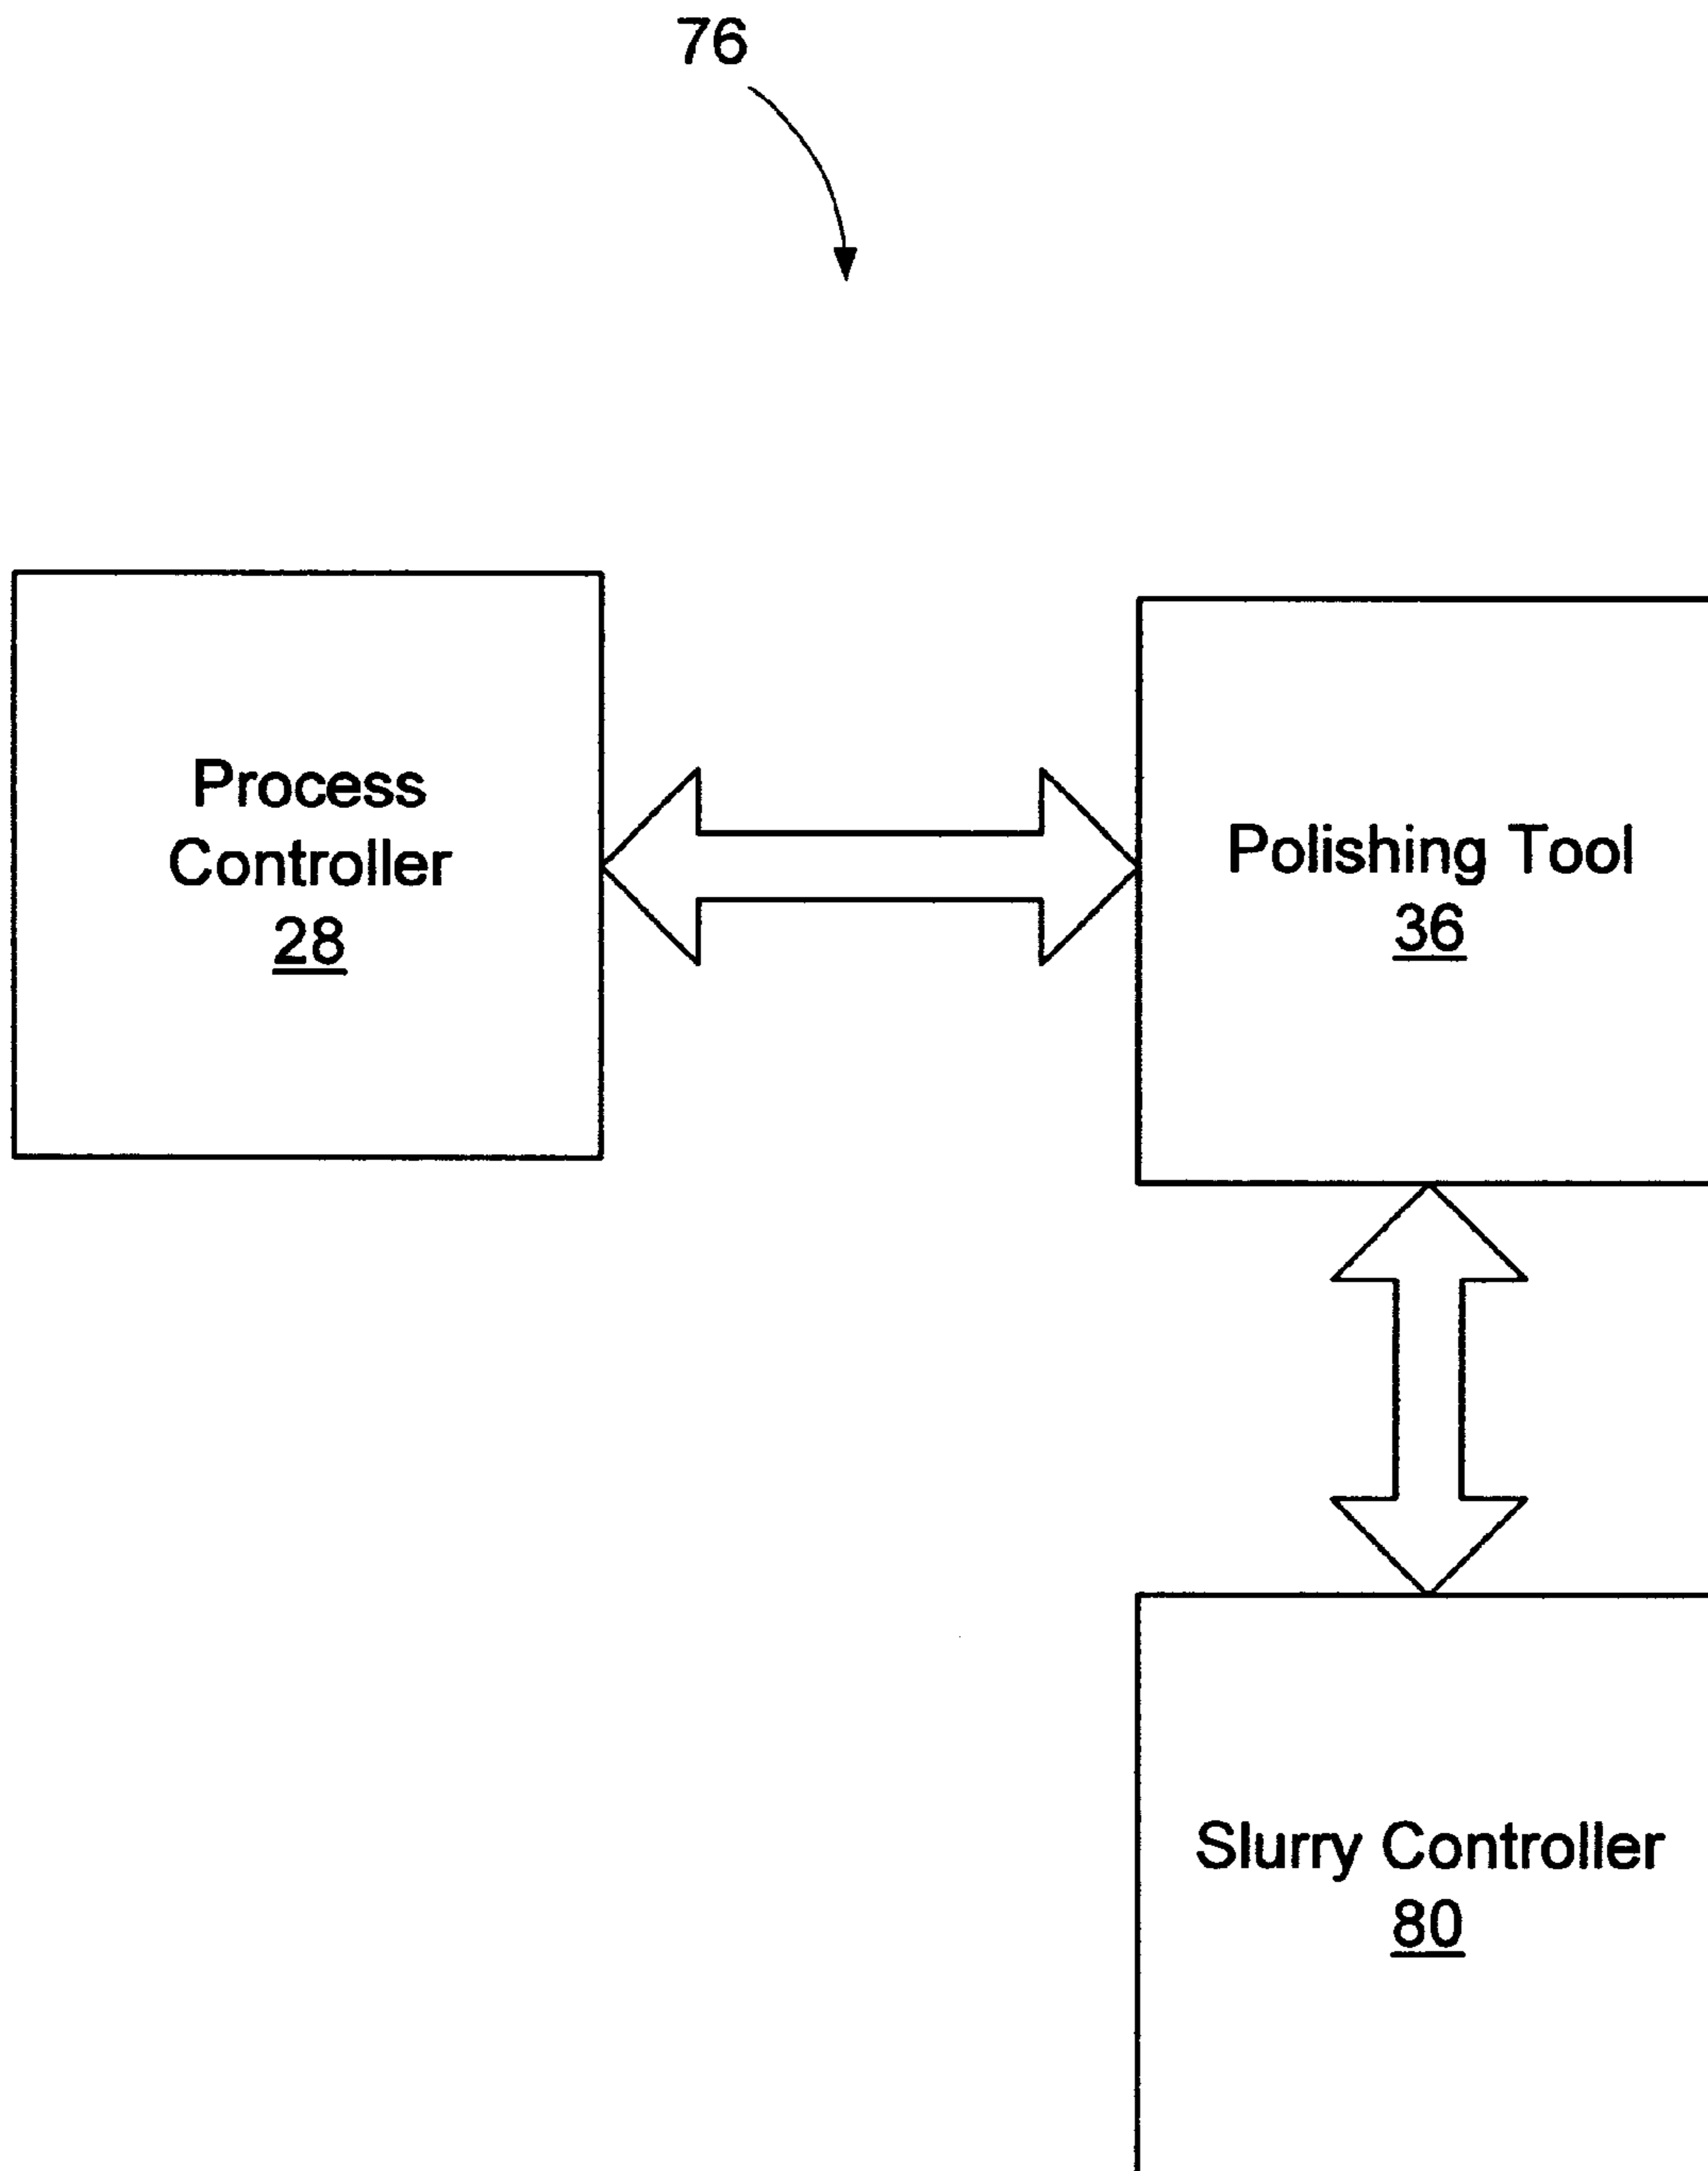 76
Process
Controller
28
Polishing Tool
36
Slurry Controller
80